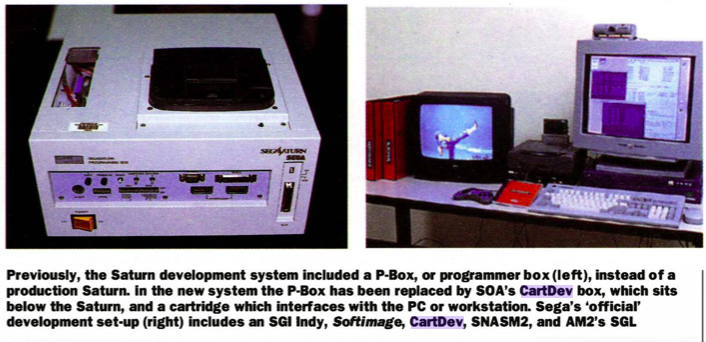 SEGA SATURN
SEGA
Previously, the Saturn development system included a P-Box, or programmer box (left), instead of a
production Saturn. in the new system the P-Box has been replaced by SOA's CartDev box, which sits
below the Saturn, and a cartridge which interfaces with the PC or workstation. Sega's 'official'
development set-up (right) includes an SGI Indy, Softimage, CartDev, SNASM2, and AM2's SGL